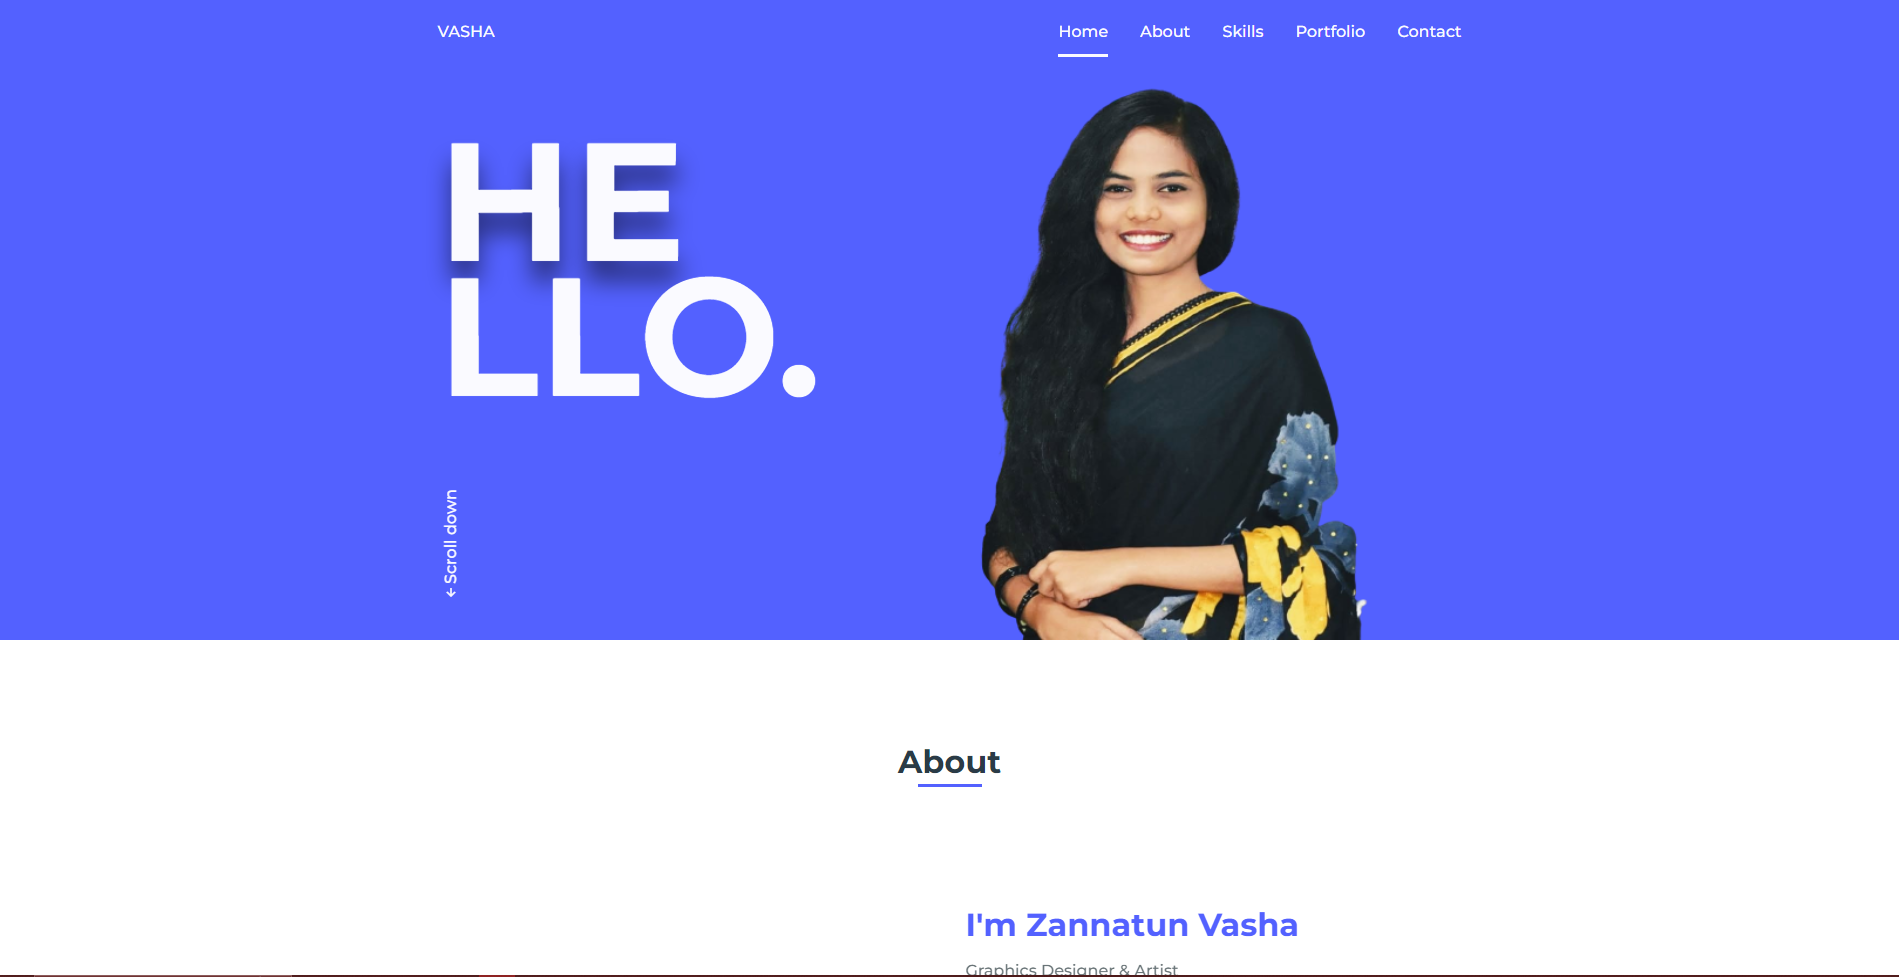 VASHA
Home About Skills Portfolio Contact
HE
LLO.
← Scroll down
About
I'm Zannatun Vasha
Graphics Designer & Artist